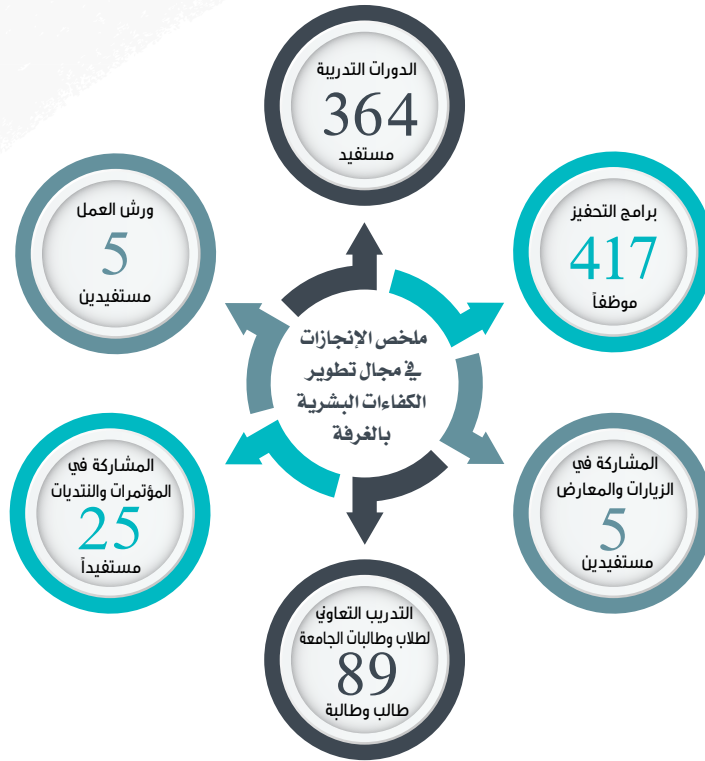 الدورات التدريبة
364
مستفيد
برامج التحفيز
417
موظفاً
ورش العمل
5
مستفيدين
ملخص الإنجازات
في مجال تطوير
الكفاءات البشرية
بالغرفة
المشاركة في
الزيارات والمعارض
5
مستفيدين
المشاركة في
المؤتمرات والنتديات
25
مستفيداً
التدريب التعاوني
لطلاب وطالبات الجامعة
89
طالب وطالبة